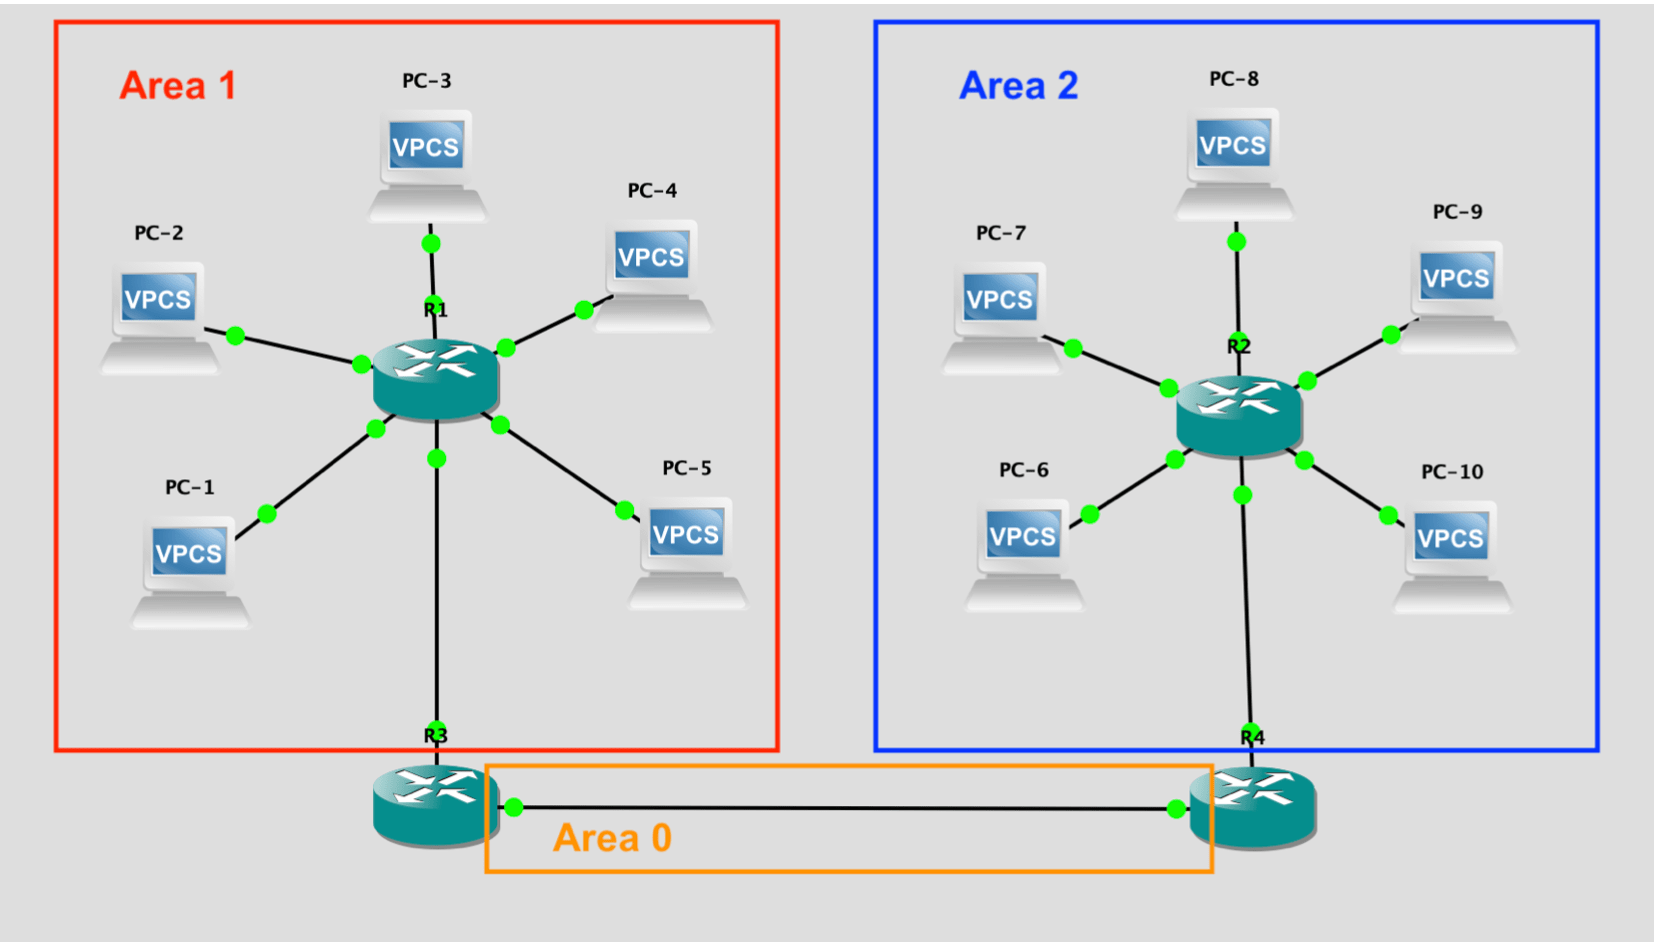 Area 1
PC-3
VPCS
PC-4
VPCS
PC-2
VPCS
R1
PC-1
VPCS
PC-5
VPCS
R3
Area 2
PC-8
VPCS
PC-9
VPCS
PC-7
VPCS
R2
PC-6
VPCS
PC-10
VPCS
R4
Area 0